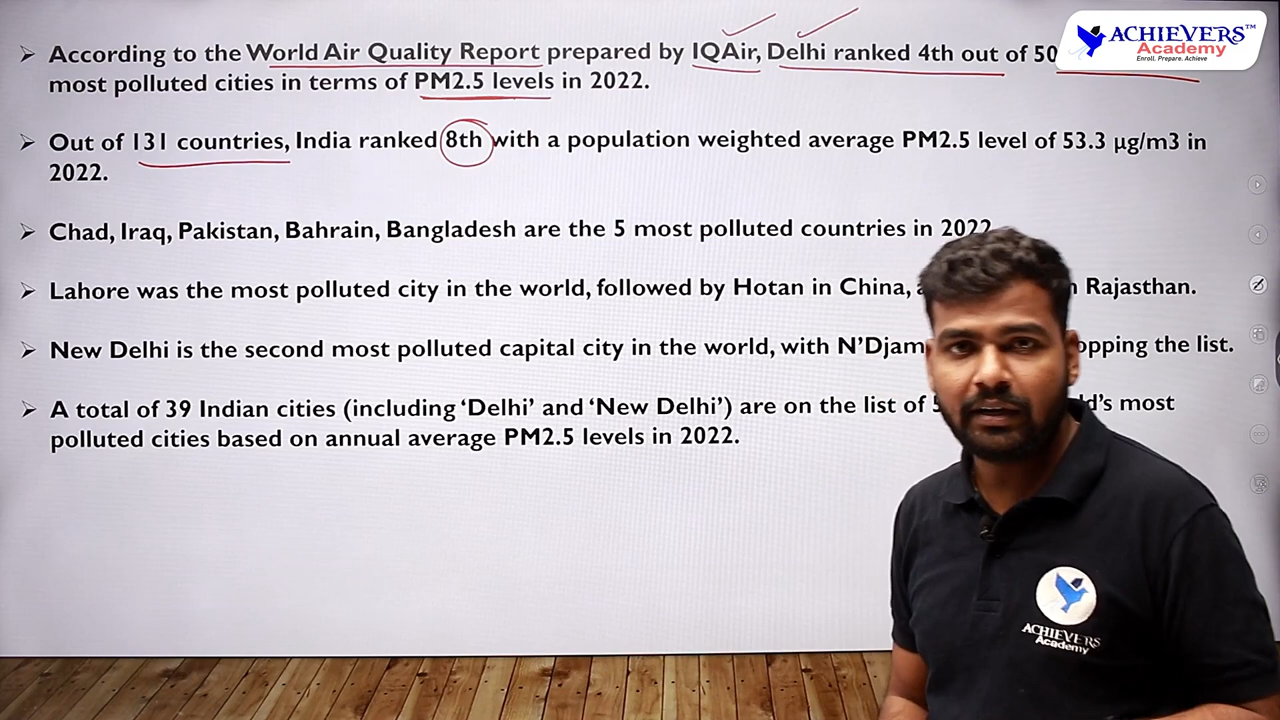 ACHIEVERS™
Academy
Enroll. Prepare. Achieve
➢ According to the World Air Quality Report prepared by IQAir, Delhi ranked 4th out of 50
most polluted cities in terms of PM2.5 levels in 2022.
➢ Out of 131 countries, India ranked 8th with a population weighted average PM2.5 level of 53.3 µg/m3 in
2022.
➢ Chad, Iraq, Pakistan, Bahrain, Bangladesh are the 5 most polluted countries in 2022
➢ Lahore was the most polluted city in the world, followed by Hotan in China, Rajasthan.
➢ New Delhi is the second most polluted capital city in the world, with the list.
➢ A total of 39 Indian cities (including ‘Delhi’ and ‘New Delhi’) are on the list of most
polluted cities based on annual average PM2.5 levels in 2022.
ACHIEVERS
Academy